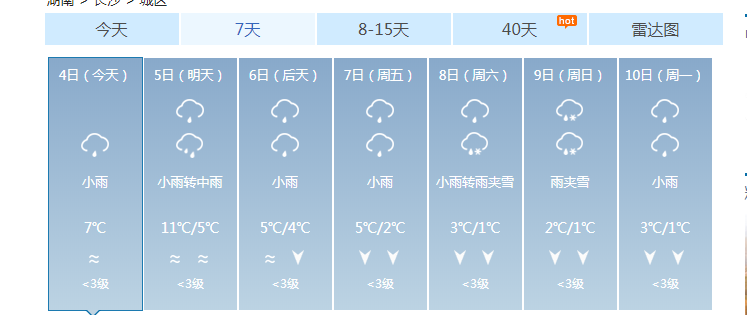 湖南 > 长沙 > 城区
今天 7天 8-15天 40天 hot 雷达图
4日（今天） 5日（明天） 6日（后天） 7日（周五） 8日（周六） 9日（周日） 10日（周一）
小雨 小雨转中雨 小雨 小雨 小雨转雨夹雪 雨夹雪 小雨
7℃ 11℃/5℃ 5℃/4℃ 5℃/2℃ 3℃/1℃ 2℃/1℃ 3℃/1℃
<3级 <3级 <3级 <3级 <3级 <3级 <3级